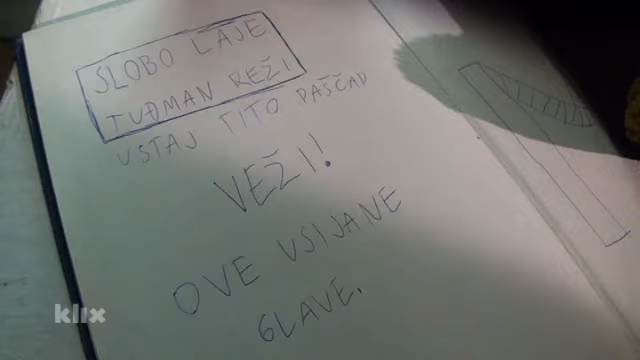 SLOBO LAJE
TUĐMAN REŽI
USTAJ TITO PAŠČAD
VEŽI!
OVE USIJANE
GLAVE.
klix